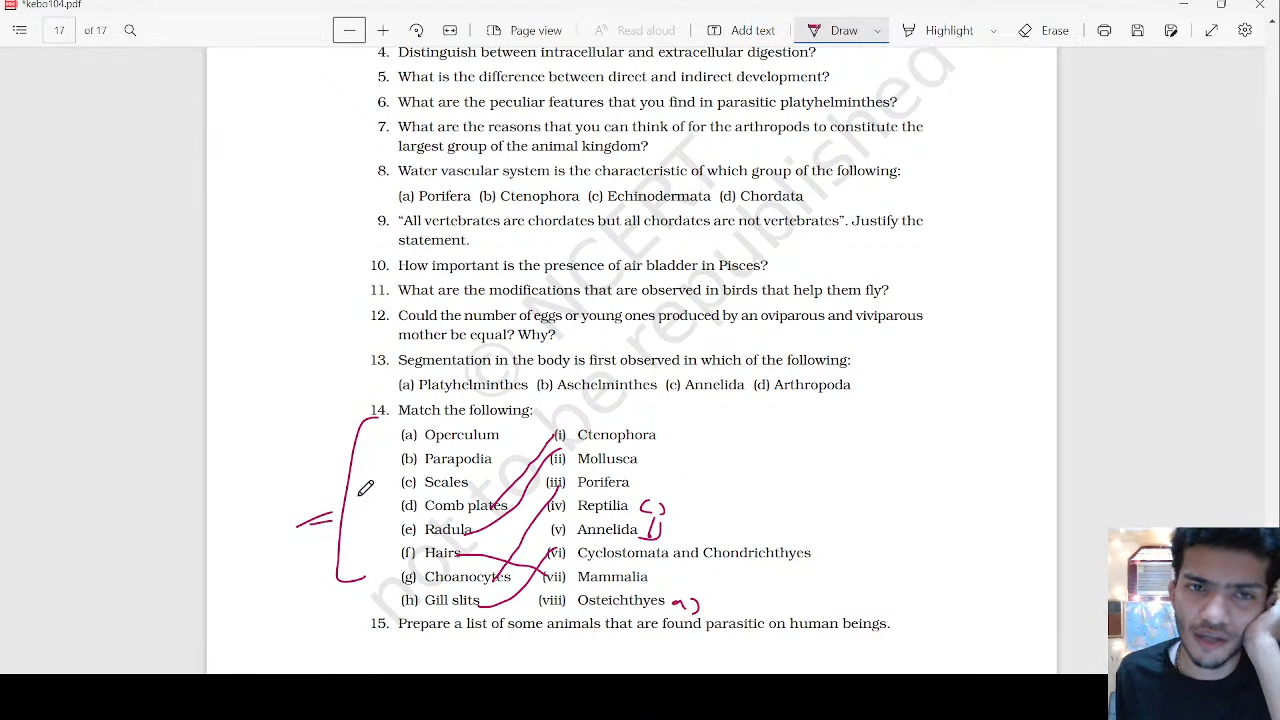 *kebo104.pdf
17 of 17 Page view Read aloud Add text Draw Highlight Erase
4. Distinguish between intracellular and extracellular digestion?
5. What is the difference between direct and indirect development?
6. What are the peculiar features that you find in parasitic platyhelminthes?
7. What are the reasons that you can think of for the arthropods to constitute the
largest group of the animal kingdom?
8. Water vascular system is the characteristic of which group of the following:
(a) Porifera (b) Ctenophora (c) Echinodermata (d) Chordata
9. “All vertebrates are chordates but all chordates are not vertebrates”. Justify the
statement.
10. How important is the presence of air bladder in Pisces?
11. What are the modifications that are observed in birds that help them fly?
12. Could the number of eggs or young ones produced by an oviparous and viviparous
mother be equal? Why?
13. Segmentation in the body is first observed in which of the following:
(a) Platyhelminthes (b) Aschelminthes (c) Annelida (d) Arthropoda
14. Match the following:
(a) Operculum (i) Ctenophora
(b) Parapodia (ii) Mollusca
(c) Scales (iii) Porifera
(d) Comb plates (iv) Reptilia c)
(e) Radula (v) Annelida b)
(f) Hairs (vi) Cyclostomata and Chondrichthyes
(g) Choanocytes (vii) Mammalia
(h) Gill slits (viii) Osteichthyes a)
15. Prepare a list of some animals that are found parasitic on human beings.
© NCERT
not to be republished